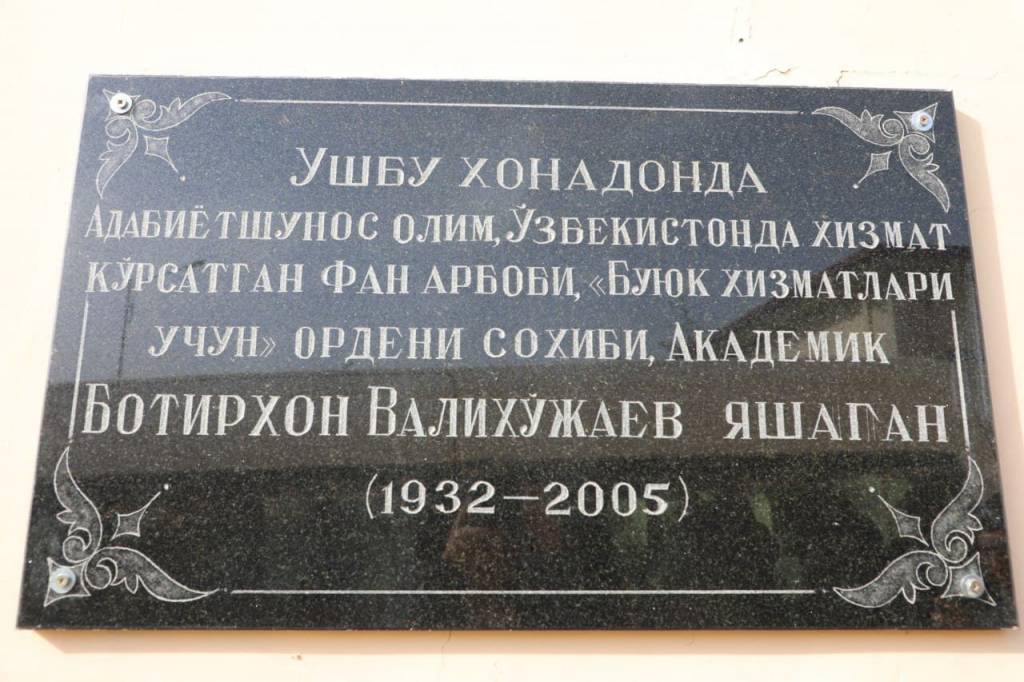 Ушбу хонадонда
Адабиётшунос олим, Ўзбекистонда хизмат
кўрсатган Фан арбоби, «Буюк хизматлари
учун» ордени сохиби, Академик
Ботирхон Валихўжаев яшаган
(1932–2005)